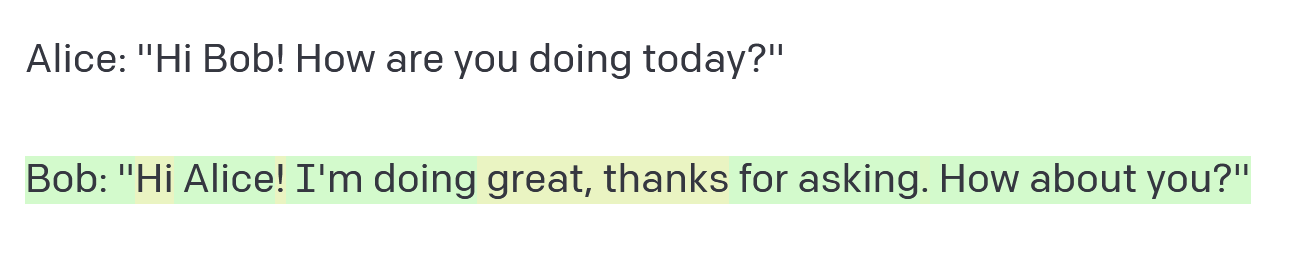 Alice: "Hi Bob! How are you doing today?"
Bob: "Hi Alice! I'm doing great, thanks for asking. How about you?"